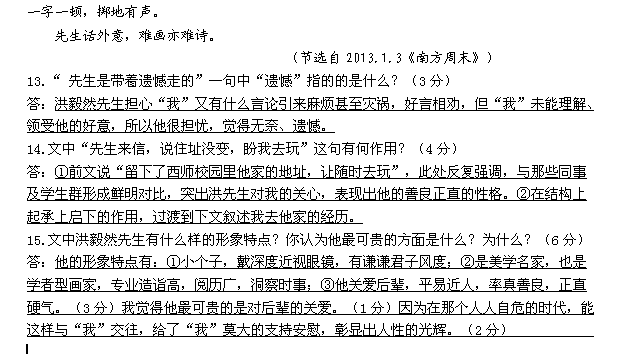 一字一顿，掷地有声。
先生话外意，难画亦难诗。
（节选自 2013.1.3《南方周末》）
13.“ 先生是带着遗憾走的”一句中“遗憾”指的的是什么？(3 分)
答：洪毅然先生担心“我”又有什么言论引来麻烦甚至灾祸，好言相劝，但“我”未能理解、
领受他的好意，所以他很担忧，觉得无奈、遗憾。
14.文中“先生来信，说住址没变，盼我去玩”这句有何作用？(4 分)
答：①前文说“留下了西师校园里他家的地址，让随时去玩”，此处反复强调，与那些同事
及学生群形成鲜明对比，突出洪先生对我的关心，表现出他的善良正直的性格。②在结构上
起承上启下的作用，过渡到下文叙述我去他家的经历。
15.文中洪毅然先生有什么样的形象特点？你认为他最可贵的方面是什么？为什么？(6 分)
答：他的形象特点有：①小个子，戴深度近视眼镜，有谦谦君子风度；②是美学名家，也是
学者型画家，专业造诣高，阅历广，洞察时事；③他关爱后辈，平易近人，率真善良，正直
硬气。（3 分）我觉得他最可贵的是对后辈的关爱。（1 分）因为在那个人人自危的时代，能
这样与“我”交往，给了“我”莫大的支持安慰，彰显出人性的光辉。（2 分）